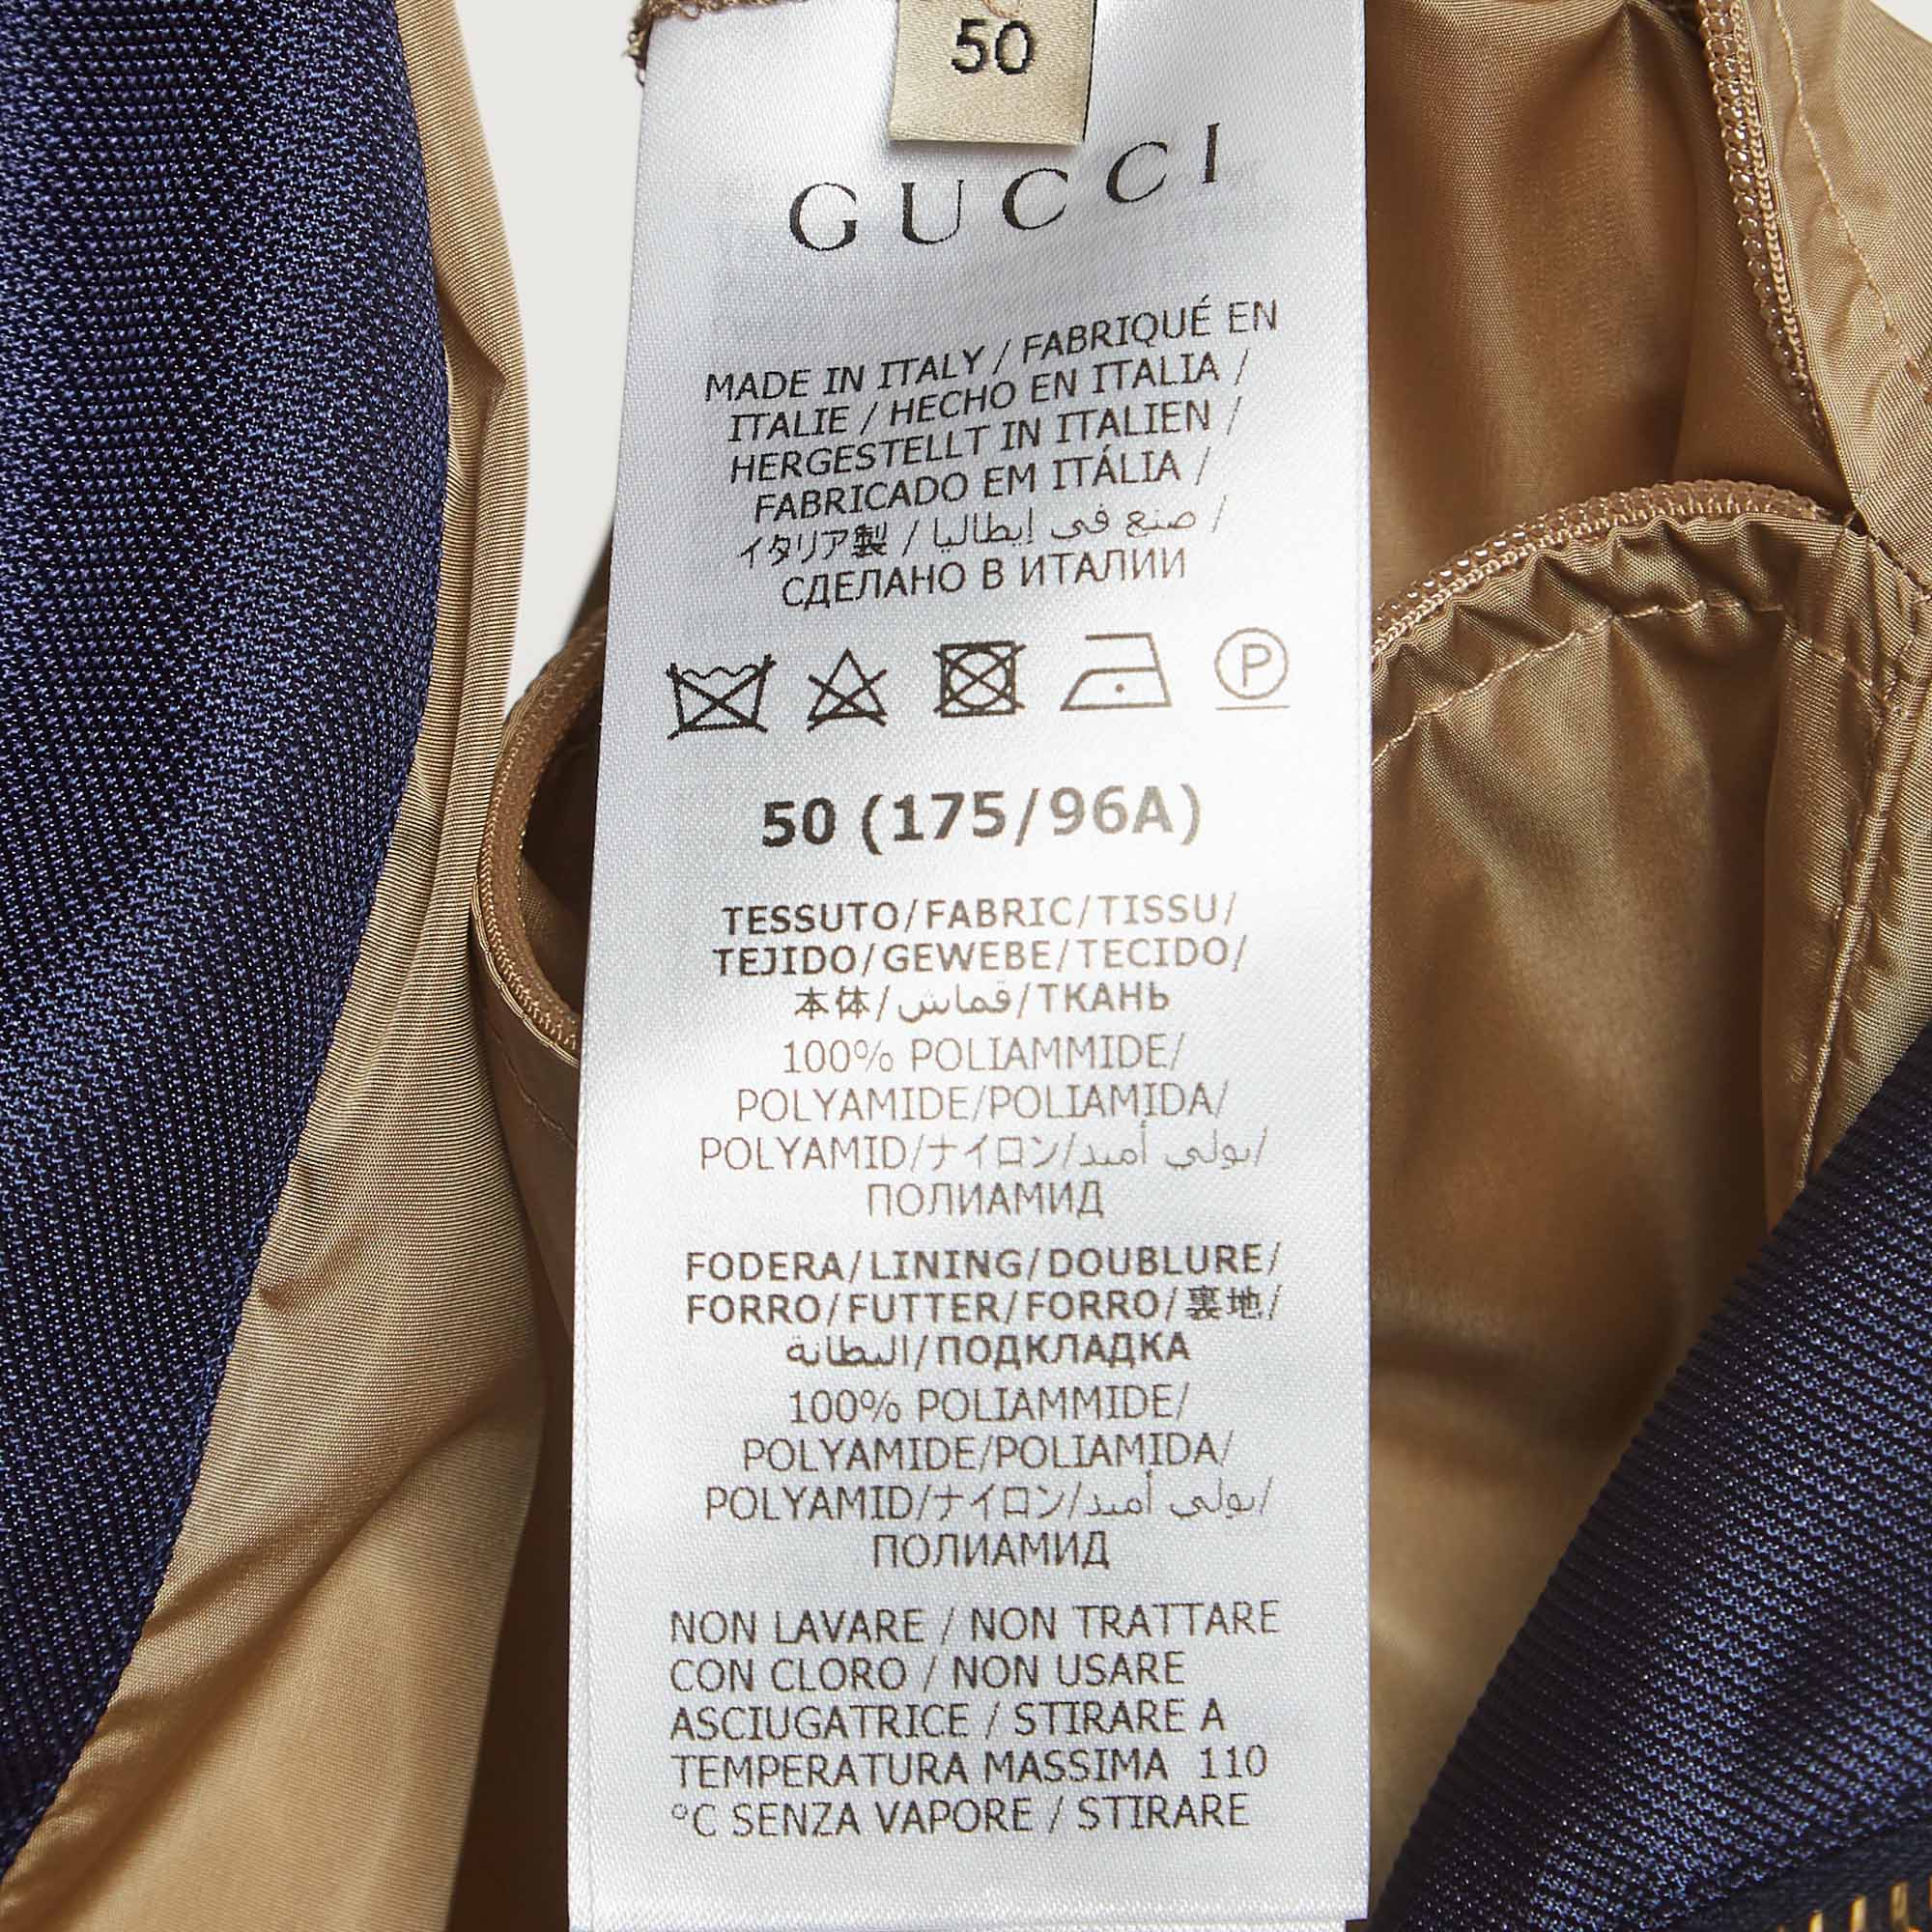 50
GUCCI
MADE IN ITALY / FABRIQUÉ EN
ITALIE / HECHO EN ITALIA /
HERGESTELLT IN ITALIEN /
FABRICADO EM ITÁLIA /
イタリア製 / صنع في إيطاليا /
СДЕЛАНО В ИТАЛИИ
P
50 (175/96A)
TESSUTO/FABRIC/TISSU/
TEJIDO/GEWEBE/TECIDO/
本体/قماش/ТКАНЬ
100% POLIAMMIDE/
POLYAMIDE/POLIAMIDA/
POLYAMID/ナイロン/بولي أميد/
ПОЛИАМИД
FODERA/LINING/DOUBLURE/
FORRO/FUTTER/FORRO/裏地/
البطانة/ПОДКЛАДКА
100% POLIAMMIDE/
POLYAMIDE/POLIAMIDA/
POLYAMID/ナイロン/بولي أميد/
ПОЛИАМИД
NON LAVARE / NON TRATTARE
CON CLORO / NON USARE
ASCIUGATRICE / STIRARE A
TEMPERATURA MASSIMA 110
°C SENZA VAPORE / STIRARE